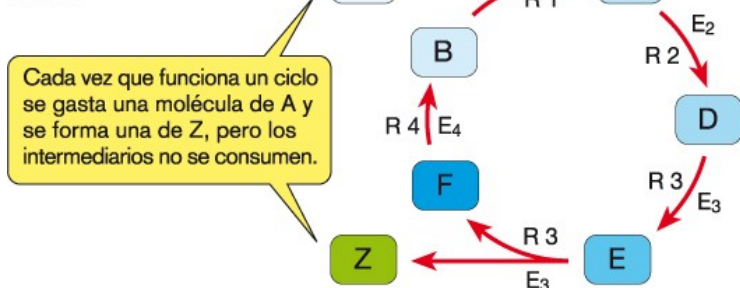 R 1
E2
B
R 2
Cada vez que funciona un ciclo
se gasta una molécula de A y
se forma una de Z, pero los
intermediarios no se consumen.
D
R 4
E4
F
R 3
E3
R 3
Z
E
E3